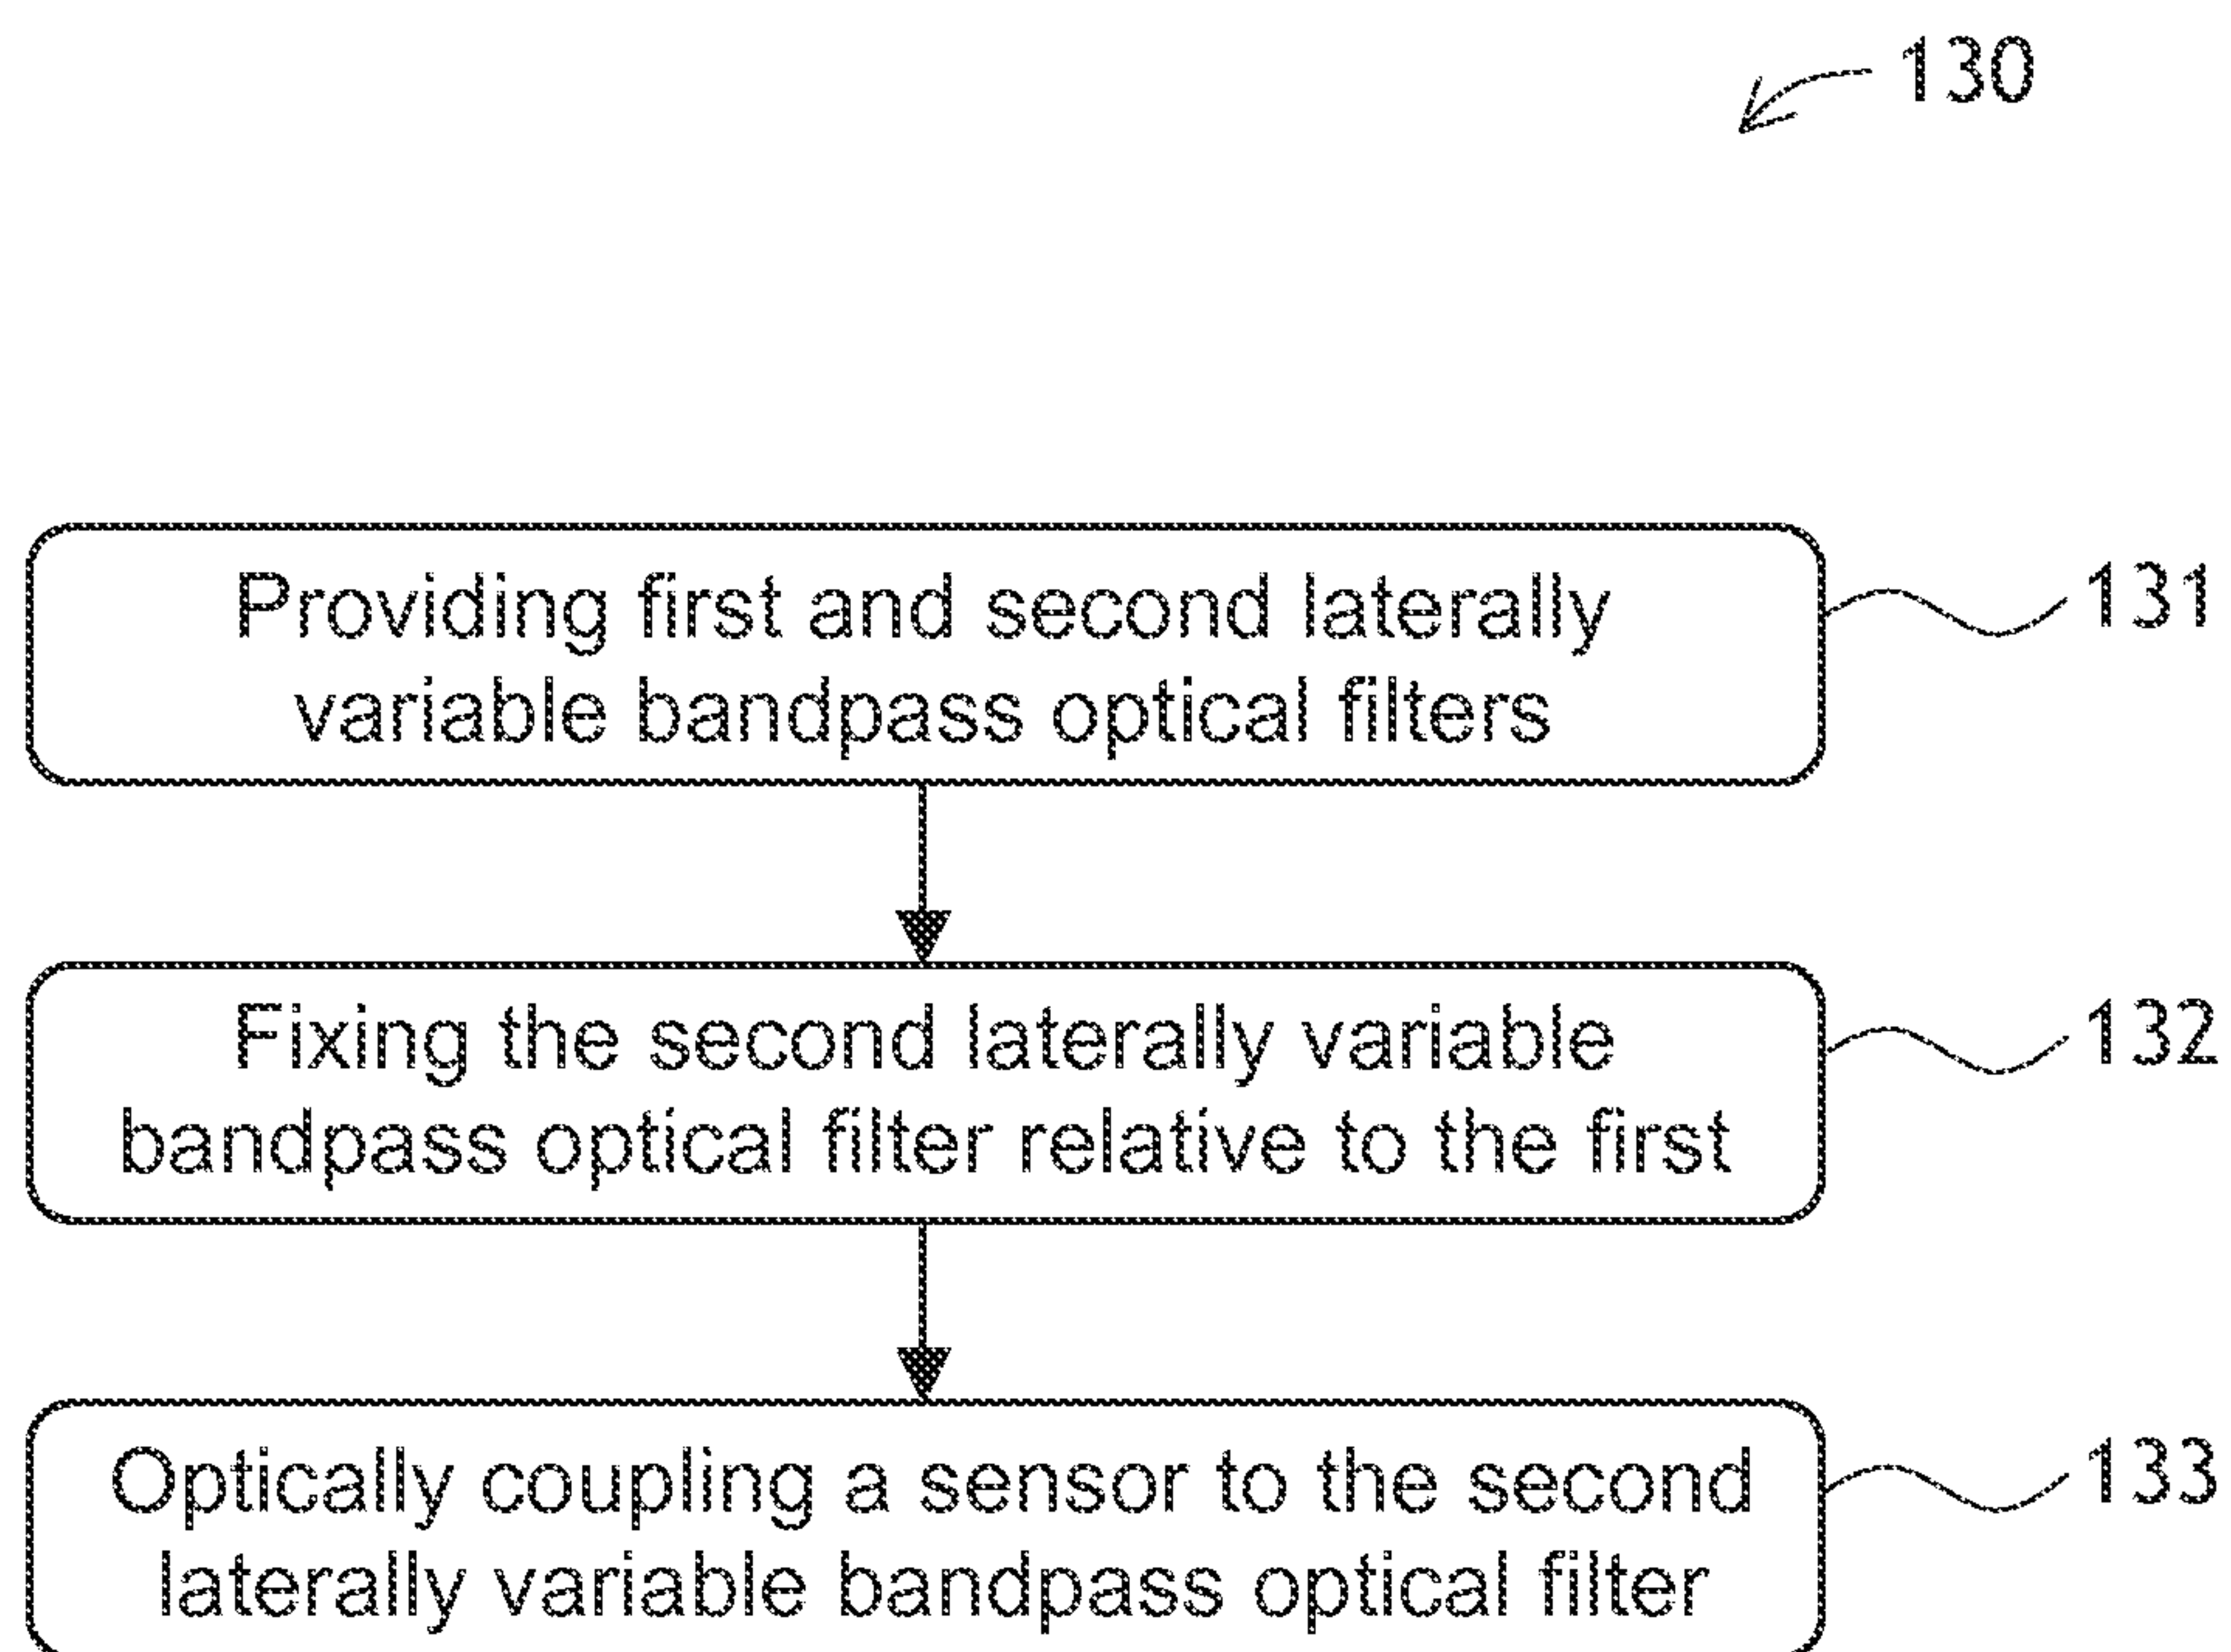 130
Providing first and second laterally
variable bandpass optical filters
131
Fixing the second laterally variable
bandpass optical filter relative to the first
132
Optically coupling a sensor to the second
laterally variable bandpass optical filter
133